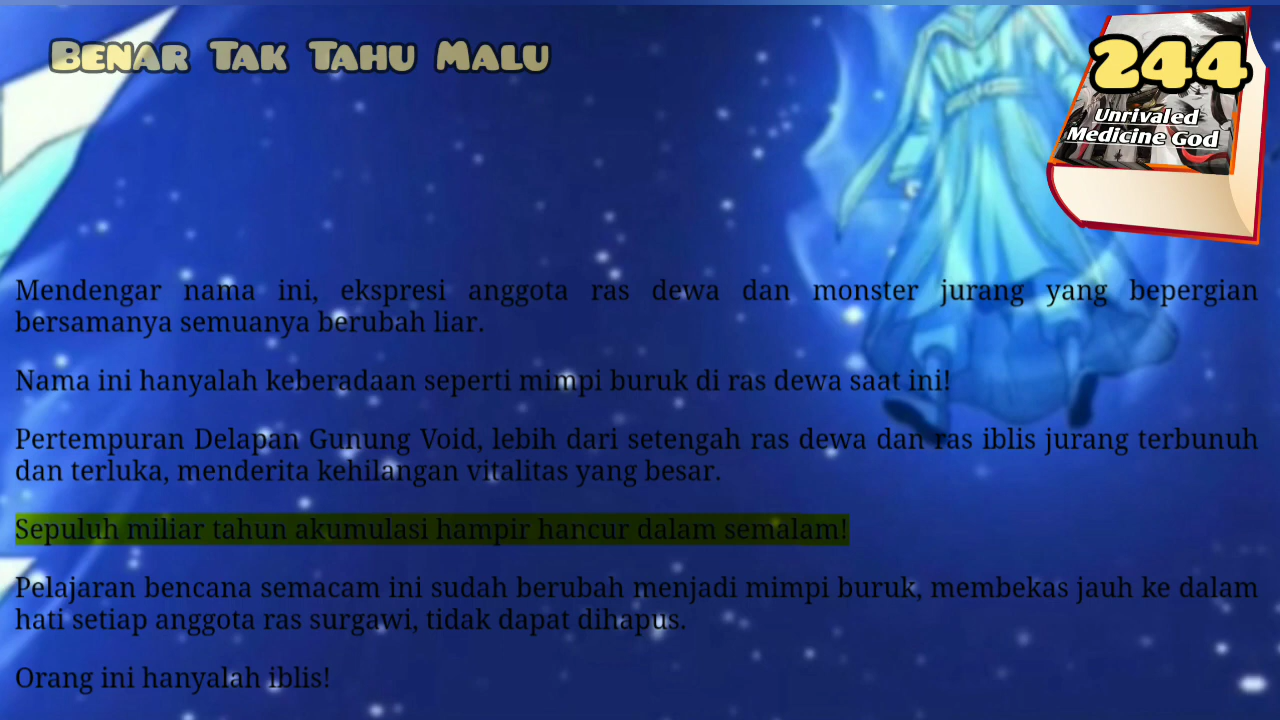 Benar Tak Tahu Malu
244
Unrivaled
Medicine God
Mendengar nama ini, ekspresi anggota ras dewa dan monster jurang yang bepergian
bersamanya semuanya berubah liar.
Nama ini hanyalah keberadaan seperti mimpi buruk di ras dewa saat ini!
Pertempuran Delapan Gunung Void, lebih dari setengah ras dewa dan ras iblis jurang terbunuh
dan terluka, menderita kehilangan vitalitas yang besar.
Sepuluh miliar tahun akumulasi hampir hancur dalam semalam!
Pelajaran bencana semacam ini sudah berubah menjadi mimpi buruk, membekas jauh ke dalam
hati setiap anggota ras surgawi, tidak dapat dihapus.
Orang ini hanyalah iblis!